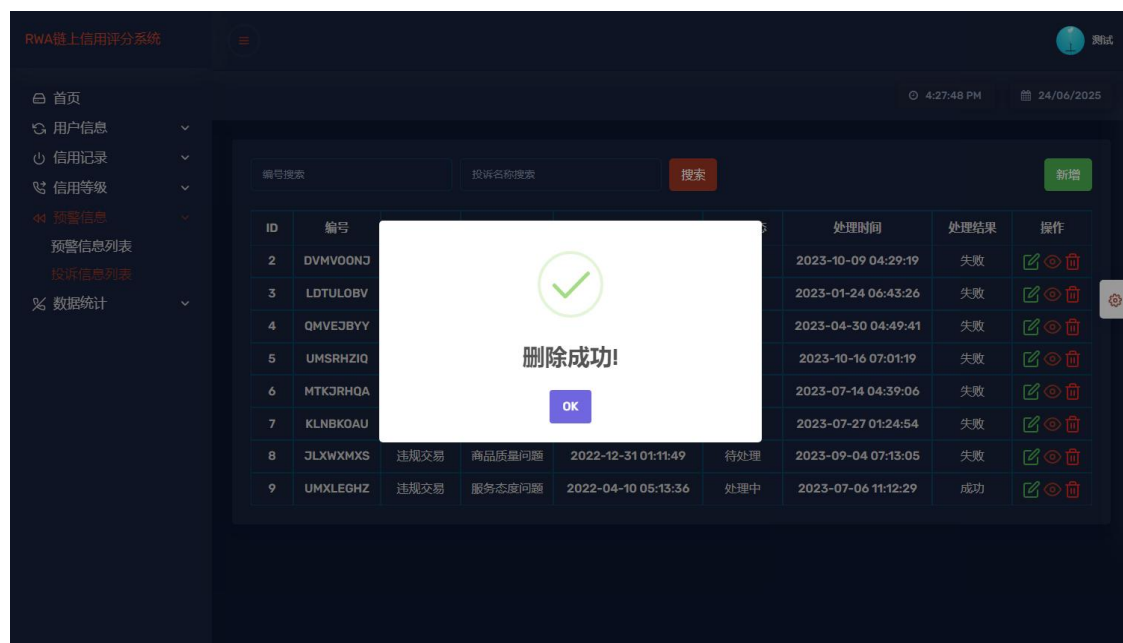 RWA链上信用评分系统
测试
首页
4:27:48 PM 24/06/2025
用户信息
信用记录
编号搜索 投诉名称搜索 搜索 新增
信用等级
预警信息
ID 编号 处理时间 处理结果 操作
预警信息列表
2 DVMVOONJ 2023-10-09 04:29:19 失败
投诉信息列表
3 LDTULOBV 2023-01-24 06:43:26 失败
数据统计
4 QMVEJBYY 2023-04-30 04:49:41 失败
5 UMSRHZIQ 2023-10-16 07:01:19 失败
删除成功!
6 MTKJRHQA 2023-07-14 04:39:06 失败
OK
7 KLNBKOAU 2023-07-27 01:24:54 失败
8 JLXWXMXS 违规交易 商品质量问题 2022-12-31 01:11:49 待处理 2023-09-04 07:13:05 失败
9 UMXLEGHZ 违规交易 服务态度问题 2022-04-10 05:13:36 处理中 2023-07-06 11:12:29 成功